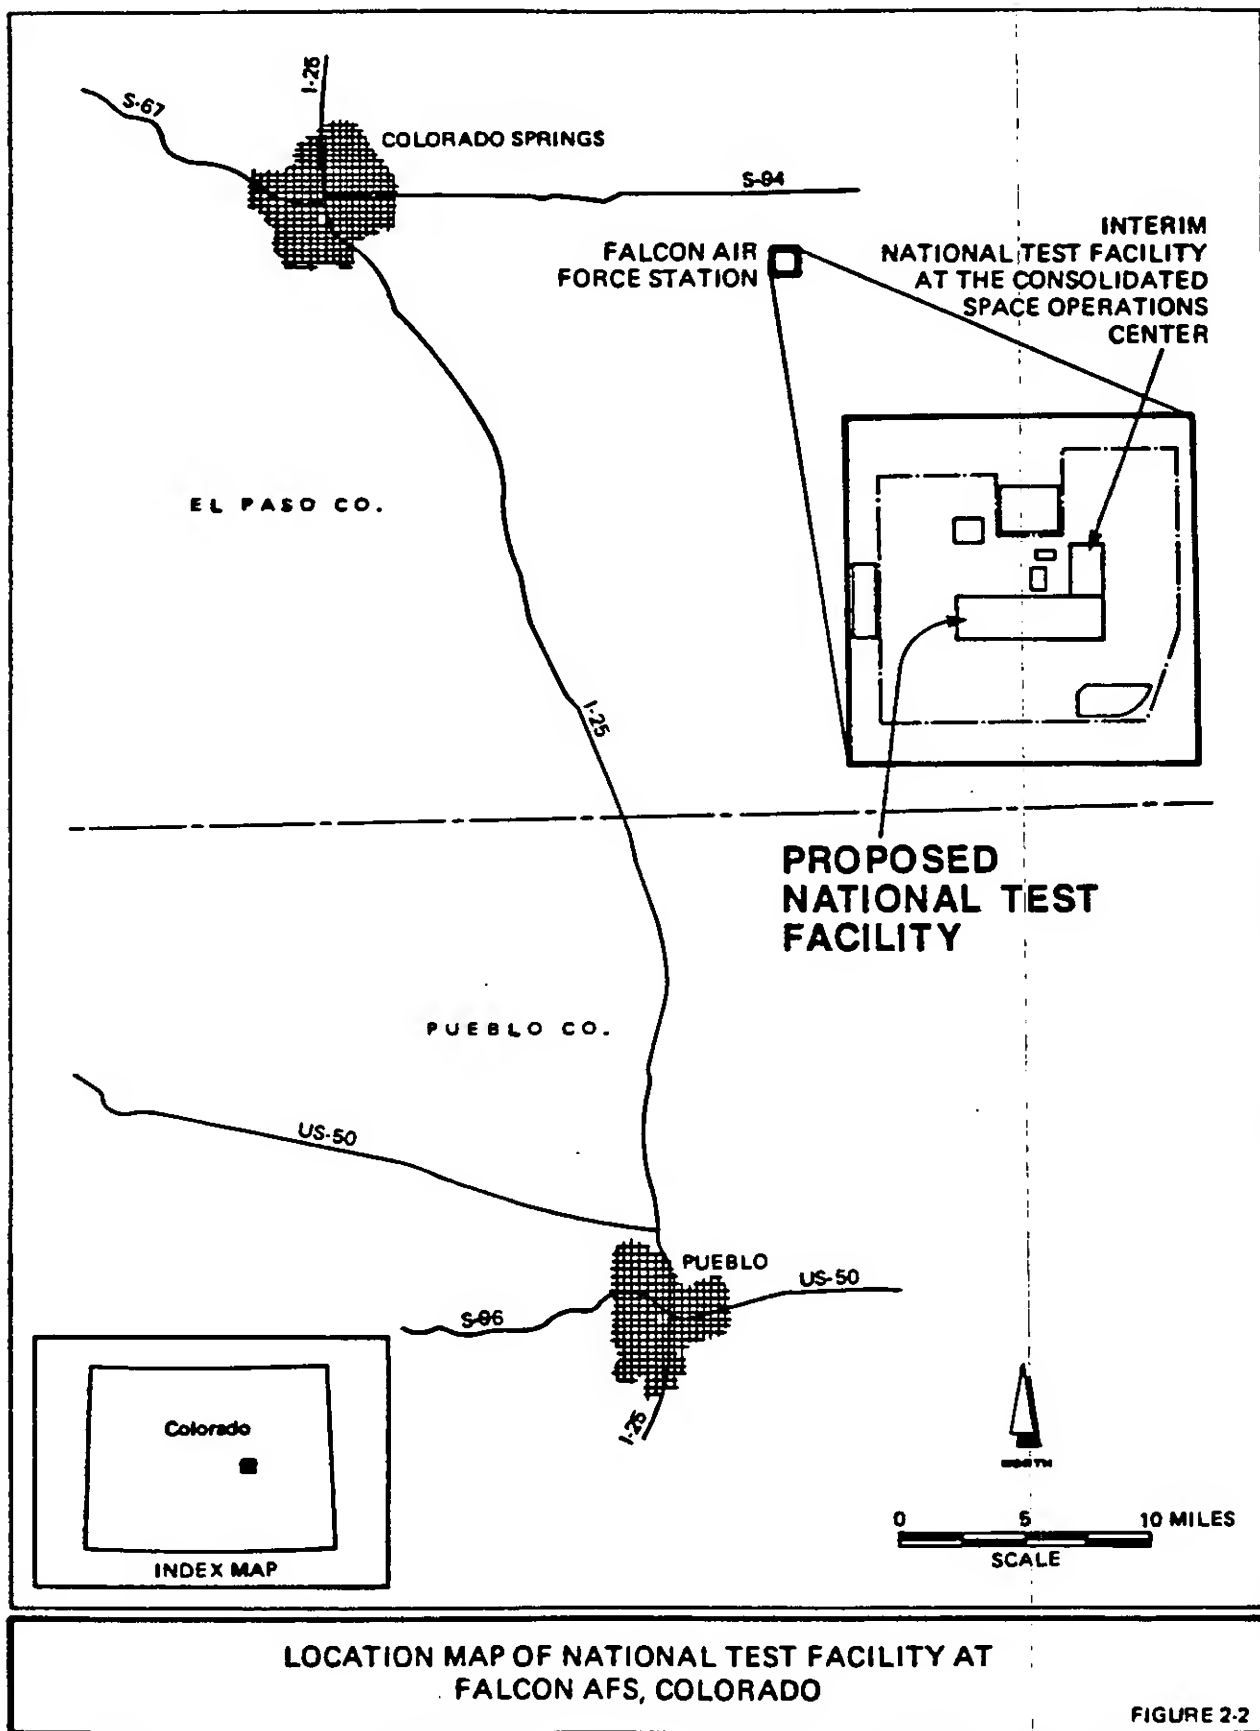 I-25
S-67
COLORADO SPRINGS
S-94
FALCON AIR
FORCE STATION
INTERIM
NATIONAL TEST FACILITY
AT THE CONSOLIDATED
SPACE OPERATIONS
CENTER
EL PASO CO.
I-25
PROPOSED
NATIONAL TEST
FACILITY
PUEBLO CO.
US-50
PUEBLO
US-50
S-96
I-25
Colorado
INDEX MAP
NORTH
0 5 10 MILES
SCALE
LOCATION MAP OF NATIONAL TEST FACILITY AT
FALCON AFS, COLORADO
FIGURE 2-2